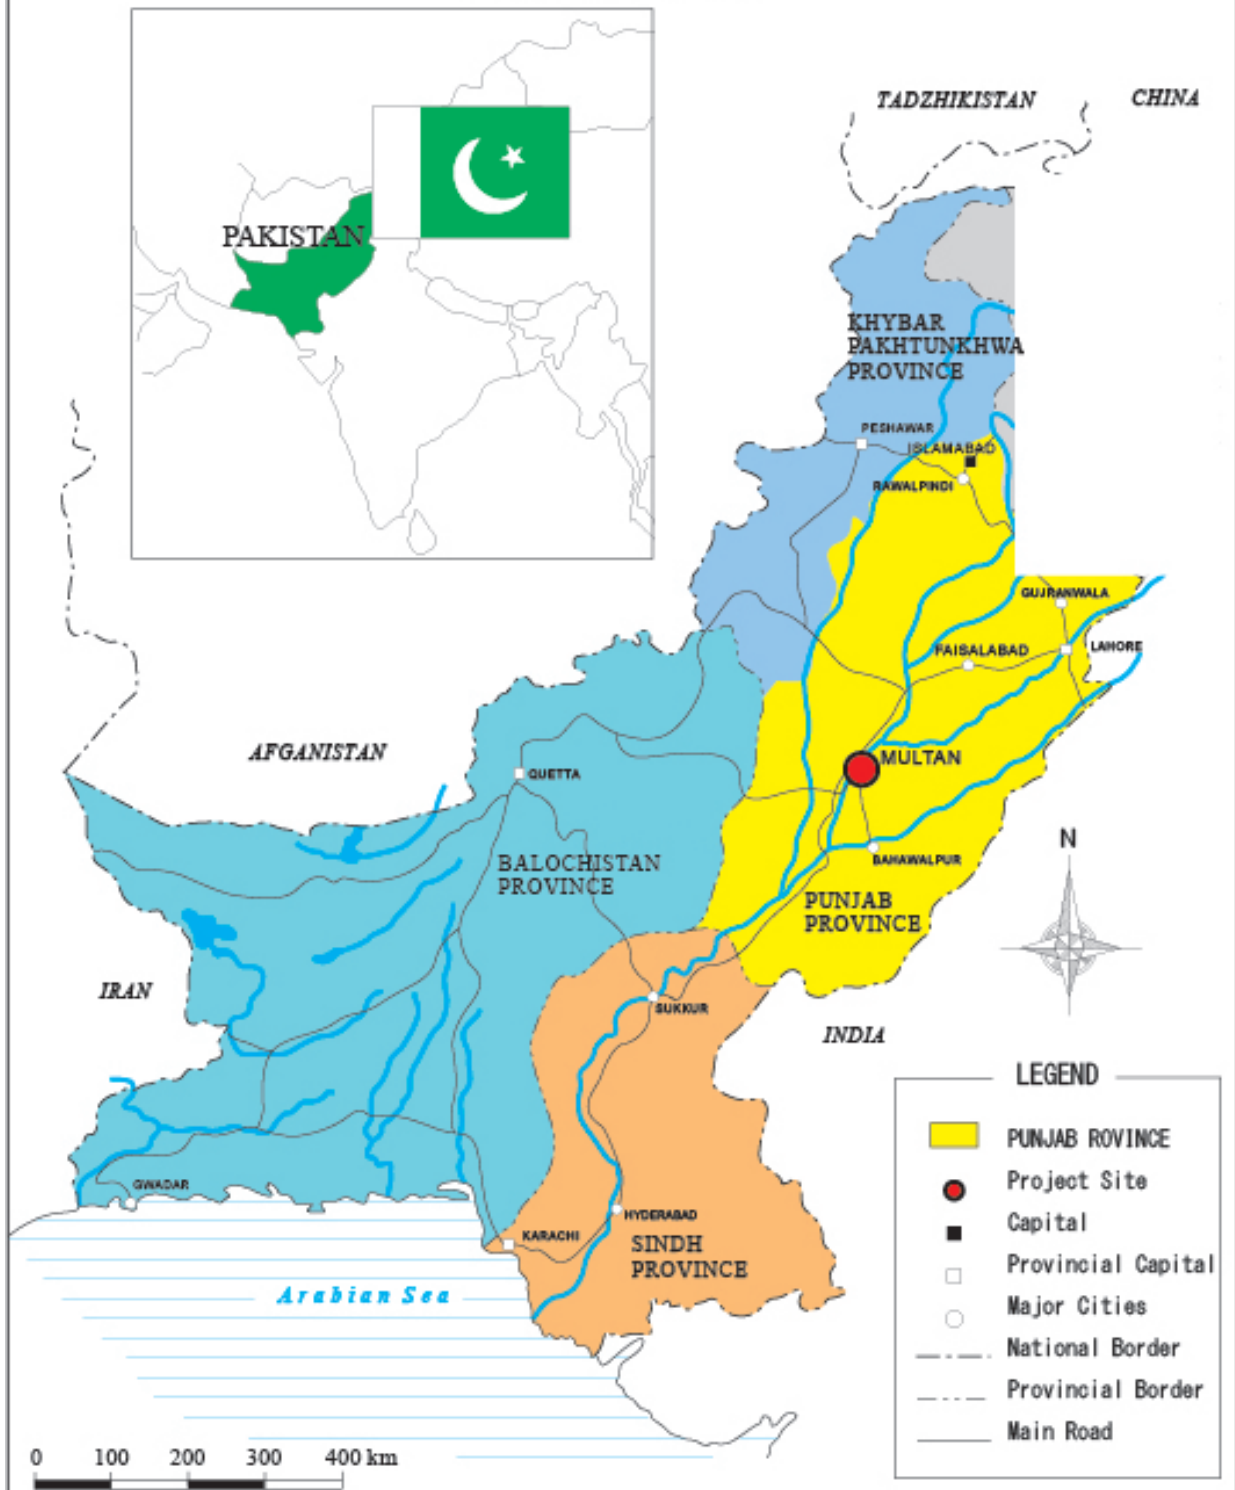 TADZHIKISTAN
CHINA
PAKISTAN
KHYBAR
PAKHTUNKHWA
PROVINCE
PESHAWAR
ISLAMABAD
RAWALPINDI
GUJRANWALA
LAHORE
FAISALABAD
AFGANISTAN
MULTAN
QUETTA
BALOCHISTAN
PROVINCE
BAHAWALPUR
PUNJAB
PROVINCE
N
IRAN
SUKKUR
INDIA
GWADAR
HYDERABAD
KARACHI
SINDH
PROVINCE
Arabian Sea
LEGEND
PUNJAB ROVINCE
Project Site
Capital
Provincial Capital
Major Cities
National Border
Provincial Border
Main Road
0 100 200 300 400 km